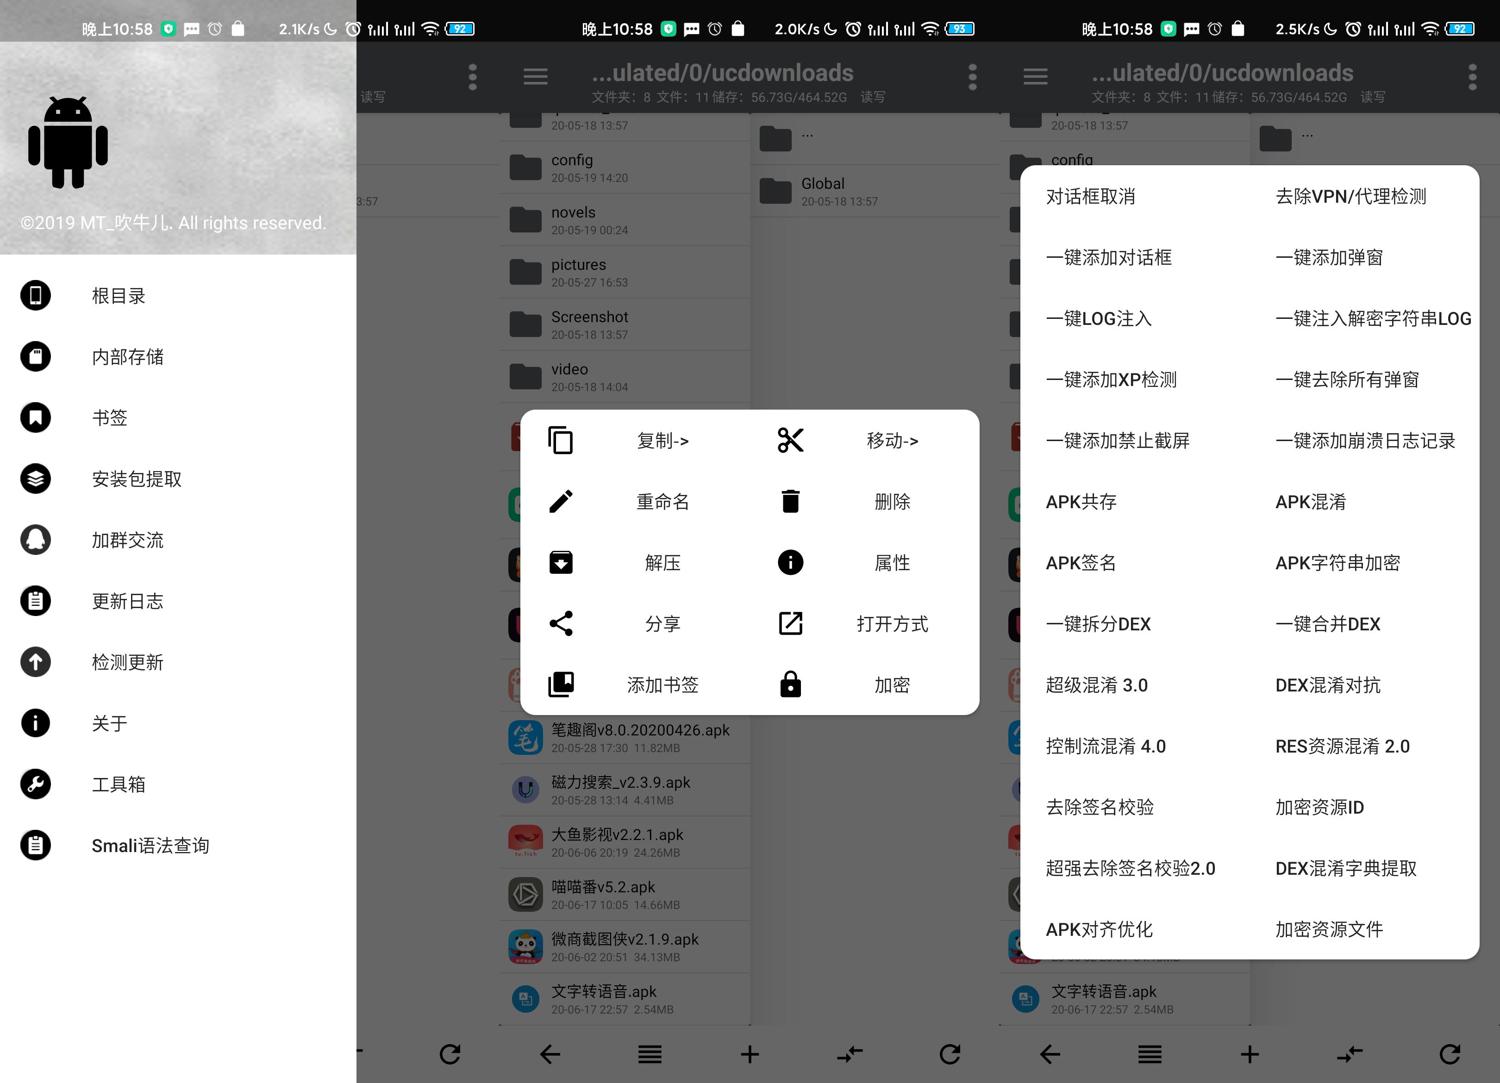 晚上10:58
2.1K/s
92
读写
©2019 MT_吹牛儿. All rights reserved.
3:57
根目录
内部存储
书签
安装包提取
加群交流
更新日志
检测更新
关于
工具箱
Smali语法查询
晚上10:58
2.0K/s
93
...ulated/0/ucdownloads
文件夹：8 文件：11 储存：56.73G/464.52G 读写
20-05-18 13:57
config
20-05-19 14:20
novels
20-05-19 00:24
pictures
20-05-27 16:53
Screenshot
20-05-18 13:57
video
20-05-18 14:04
...
Global
20-05-18 13:57
复制->
移动->
重命名
删除
解压
属性
分享
打开方式
添加书签
加密
笔趣阁v8.0.20200426.apk
20-05-28 17:30 11.82MB
磁力搜索_v2.3.9.apk
20-05-28 13:14 4.41MB
大鱼影视v2.2.1.apk
20-06-06 20:19 24.26MB
喵喵番v5.2.apk
20-06-17 10:05 14.66MB
微商截图侠v2.1.9.apk
20-06-02 20:51 34.13MB
文字转语音.apk
20-06-17 22:57 2.54MB
晚上10:58
2.5K/s
92
...ulated/0/ucdownloads
文件夹：8 文件：11 储存：56.73G/464.52G 读写
20-05-18 13:57
config
...
对话框取消
去除VPN/代理检测
一键添加对话框
一键添加弹窗
一键LOG注入
一键注入解密字符串LOG
一键添加XP检测
一键去除所有弹窗
一键添加禁止截屏
一键添加崩溃日志记录
APK共存
APK混淆
APK签名
APK字符串加密
一键拆分DEX
一键合并DEX
超级混淆 3.0
DEX混淆对抗
控制流混淆 4.0
RES资源混淆 2.0
去除签名校验
加密资源ID
超强去除签名校验2.0
DEX混淆字典提取
APK对齐优化
加密资源文件
文字转语音.apk
20-06-17 22:57 2.54MB